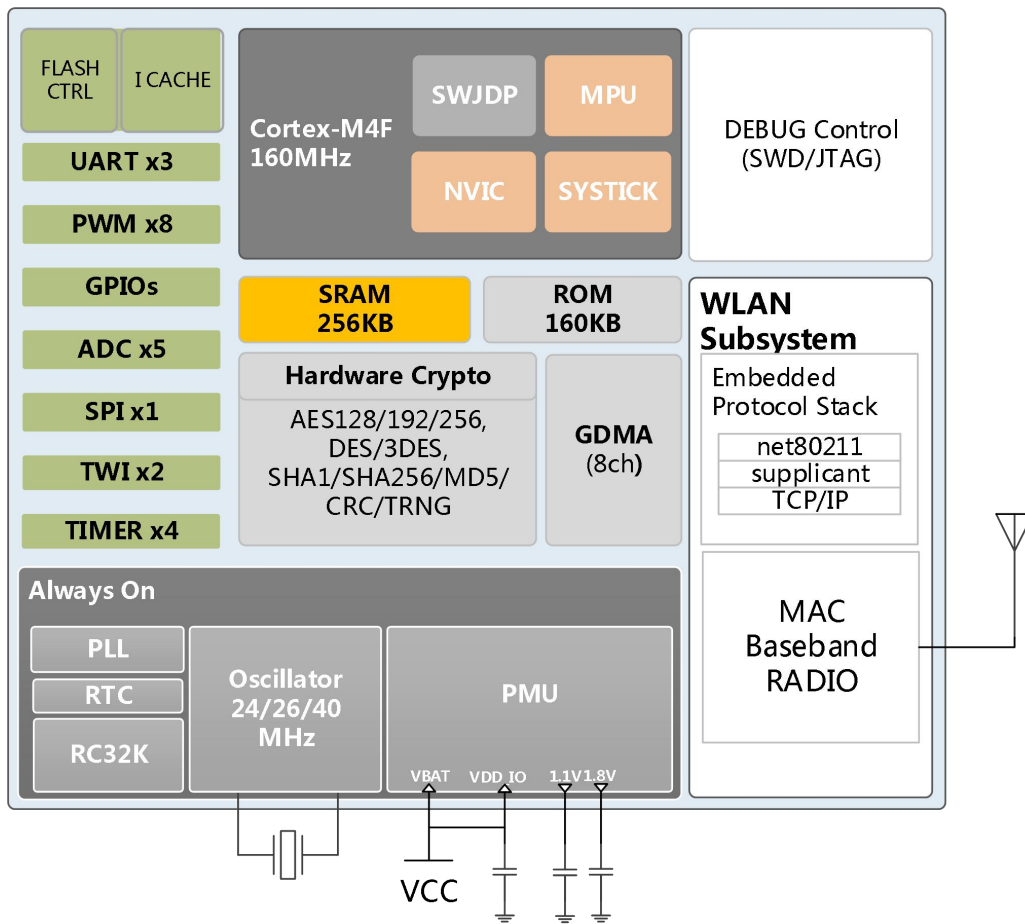 FLASH
CTRL
I CACHE
UART x3
PWM x8
GPIOs
ADC x5
SPI x1
TWI x2
TIMER x4
Cortex-M4F
160MHz
SWJDP
MPU
NVIC
SYSTICK
DEBUG Control
(SWD/JTAG)
SRAM
256KB
ROM
160KB
Hardware Crypto
AES128/192/256,
DES/3DES,
SHA1/SHA256/MD5/
CRC/TRNG
GDMA
(8ch)
WLAN
Subsystem
Embedded
Protocol Stack
net80211
supplicant
TCP/IP
MAC
Baseband
RADIO
Always On
PLL
RTC
RC32K
Oscillator
24/26/40
MHz
PMU
VBAT
VDD IO
1.1V
1.8V
VCC